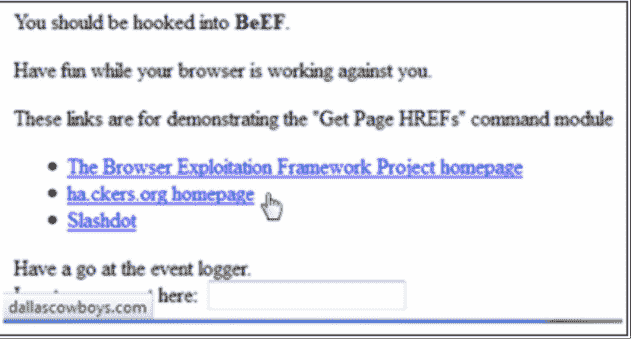 You should be hooked into BeEF.
Have fun while your browser is working against you.
These links are for demonstrating the "Get Page HREFs" command module
The Browser Exploitation Framework Project homepage
ha.ckers.org homepage
Slashdot
Have a go at the event logger.
here:
dallascowboys.com